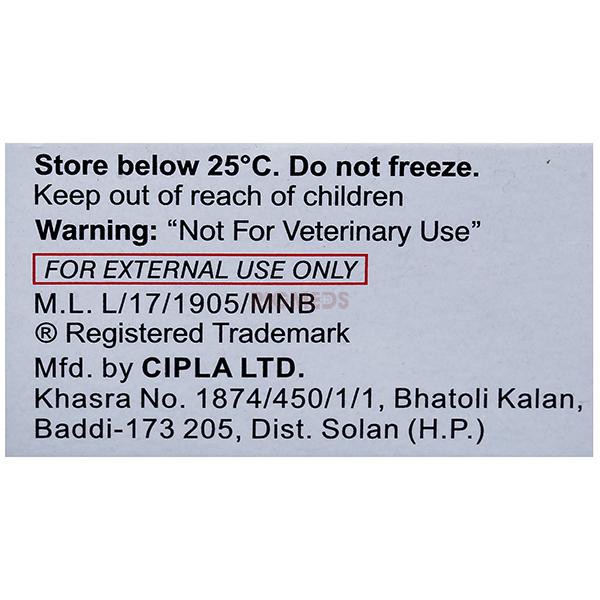 Store below 25°C. Do not freeze.
Keep out of reach of children
Warning: “Not For Veterinary Use”
FOR EXTERNAL USE ONLY
M.L. L/17/1905/MNB
® Registered Trademark
Mfd. by CIPLA LTD.
Khasra No. 1874/450/1/1, Bhatoli Kalan,
Baddi-173 205, Dist. Solan (H.P.)